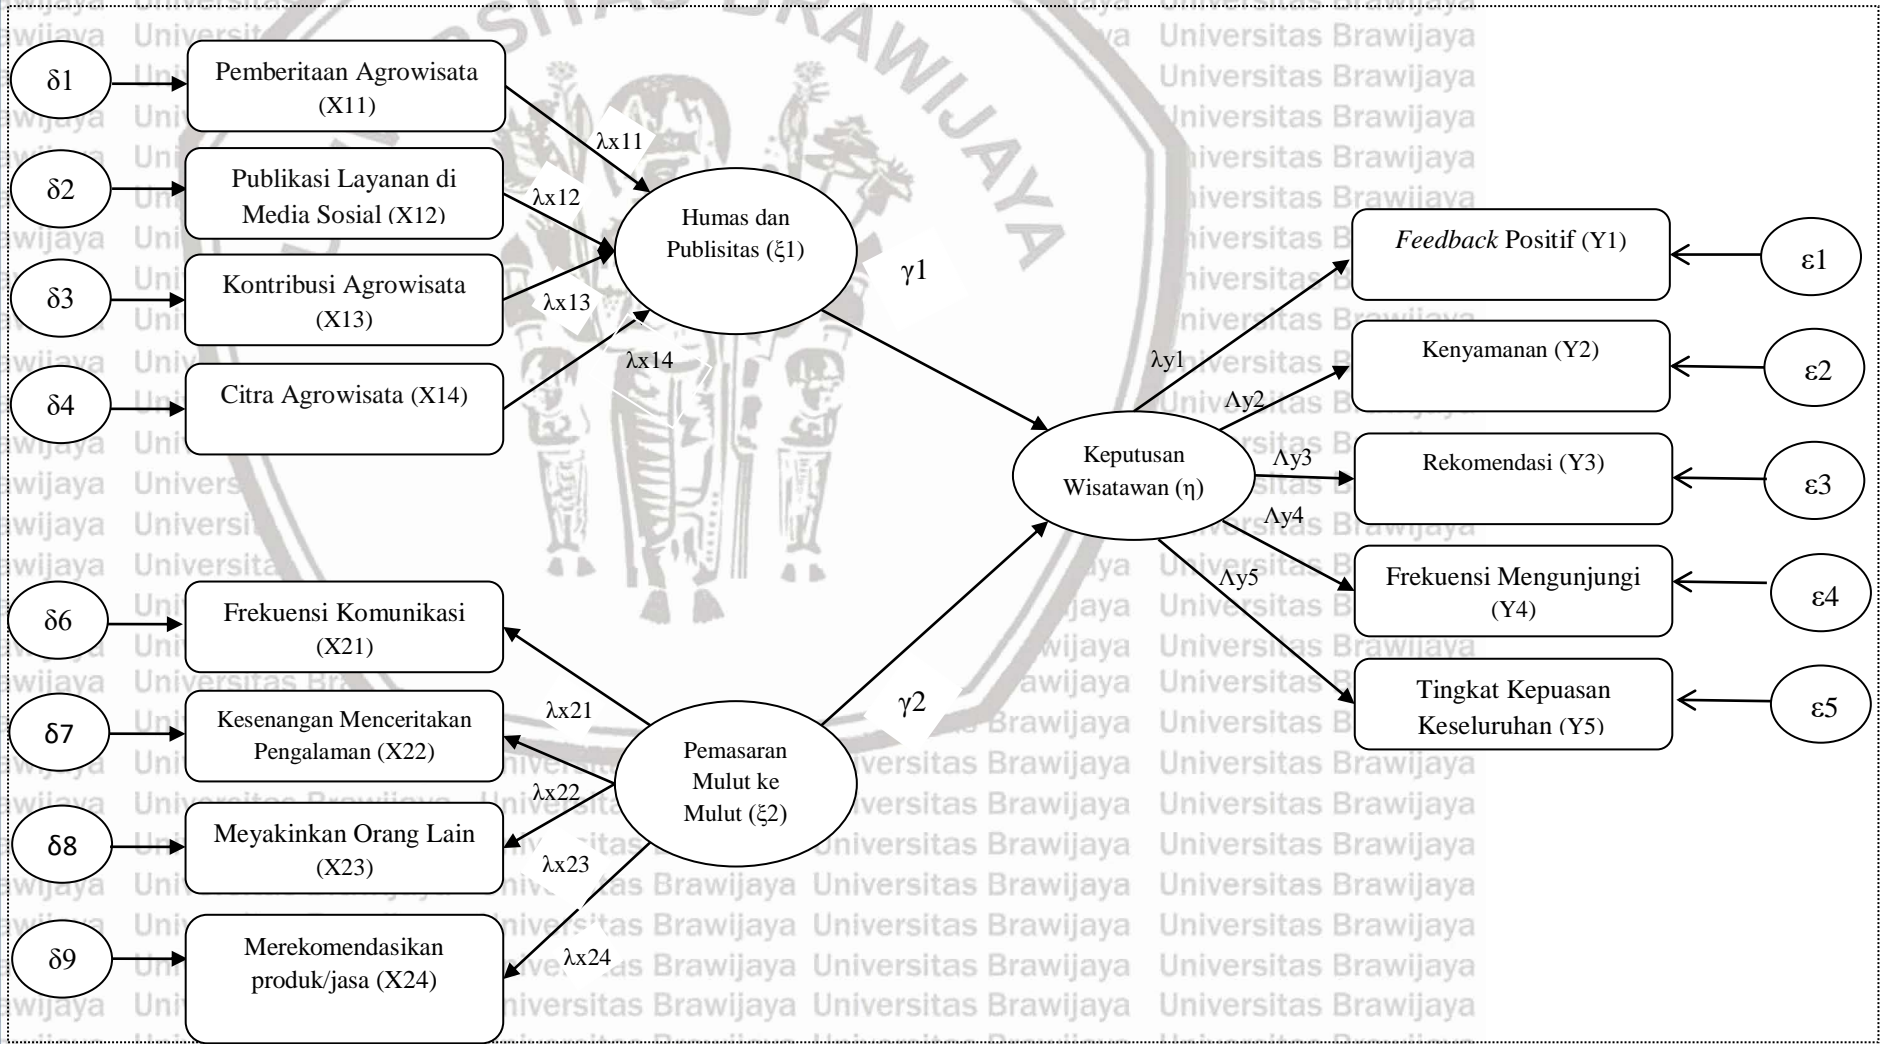 δ1
Pemberitaan Agrowisata
(X11)
λx11
δ2
Publikasi Layanan di
Media Sosial (X12)
λx12
δ3
Kontribusi Agrowisata
(X13)
λx13
δ4
Citra Agrowisata (X14)
λx14
Humas dan
Publisitas (ξ1)
γ1
δ6
Frekuensi Komunikasi
(X21)
λx21
δ7
Kesenangan Menceritakan
Pengalaman (X22)
λx22
δ8
Meyakinkan Orang Lain
(X23)
λx23
δ9
Merekomendasikan
produk/jasa (X24)
λx24
Pemasaran
Mulut ke
Mulut (ξ2)
γ2
Keputusan
Wisatawan (η)
λy1
Λy2
Λy3
Λy4
Λy5
Feedback Positif (Y1)
ε1
Kenyamanan (Y2)
ε2
Rekomendasi (Y3)
ε3
Frekuensi Mengunjungi
(Y4)
ε4
Tingkat Kepuasan
Keseluruhan (Y5)
ε5
BRAWIJAYA
Universitas Brawijaya